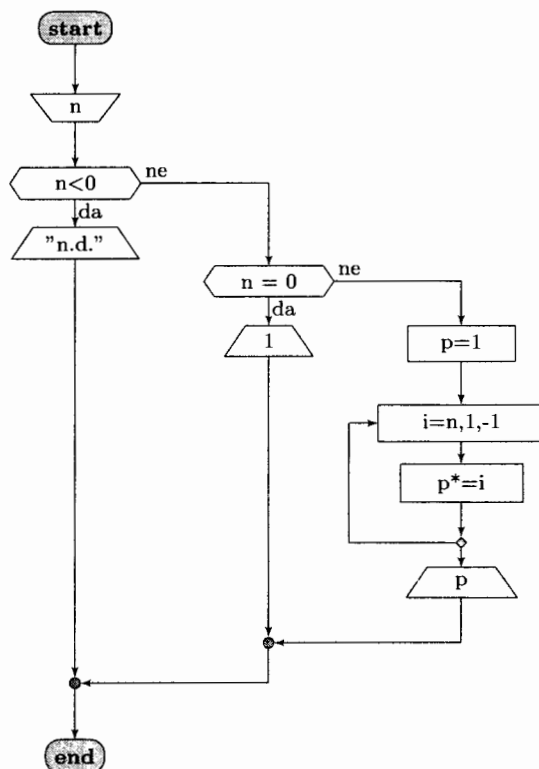 start
n
n<0
ne
da
"n.d."
n = 0
ne
da
1
p=1
i=n,1,-1
p*=i
p
end